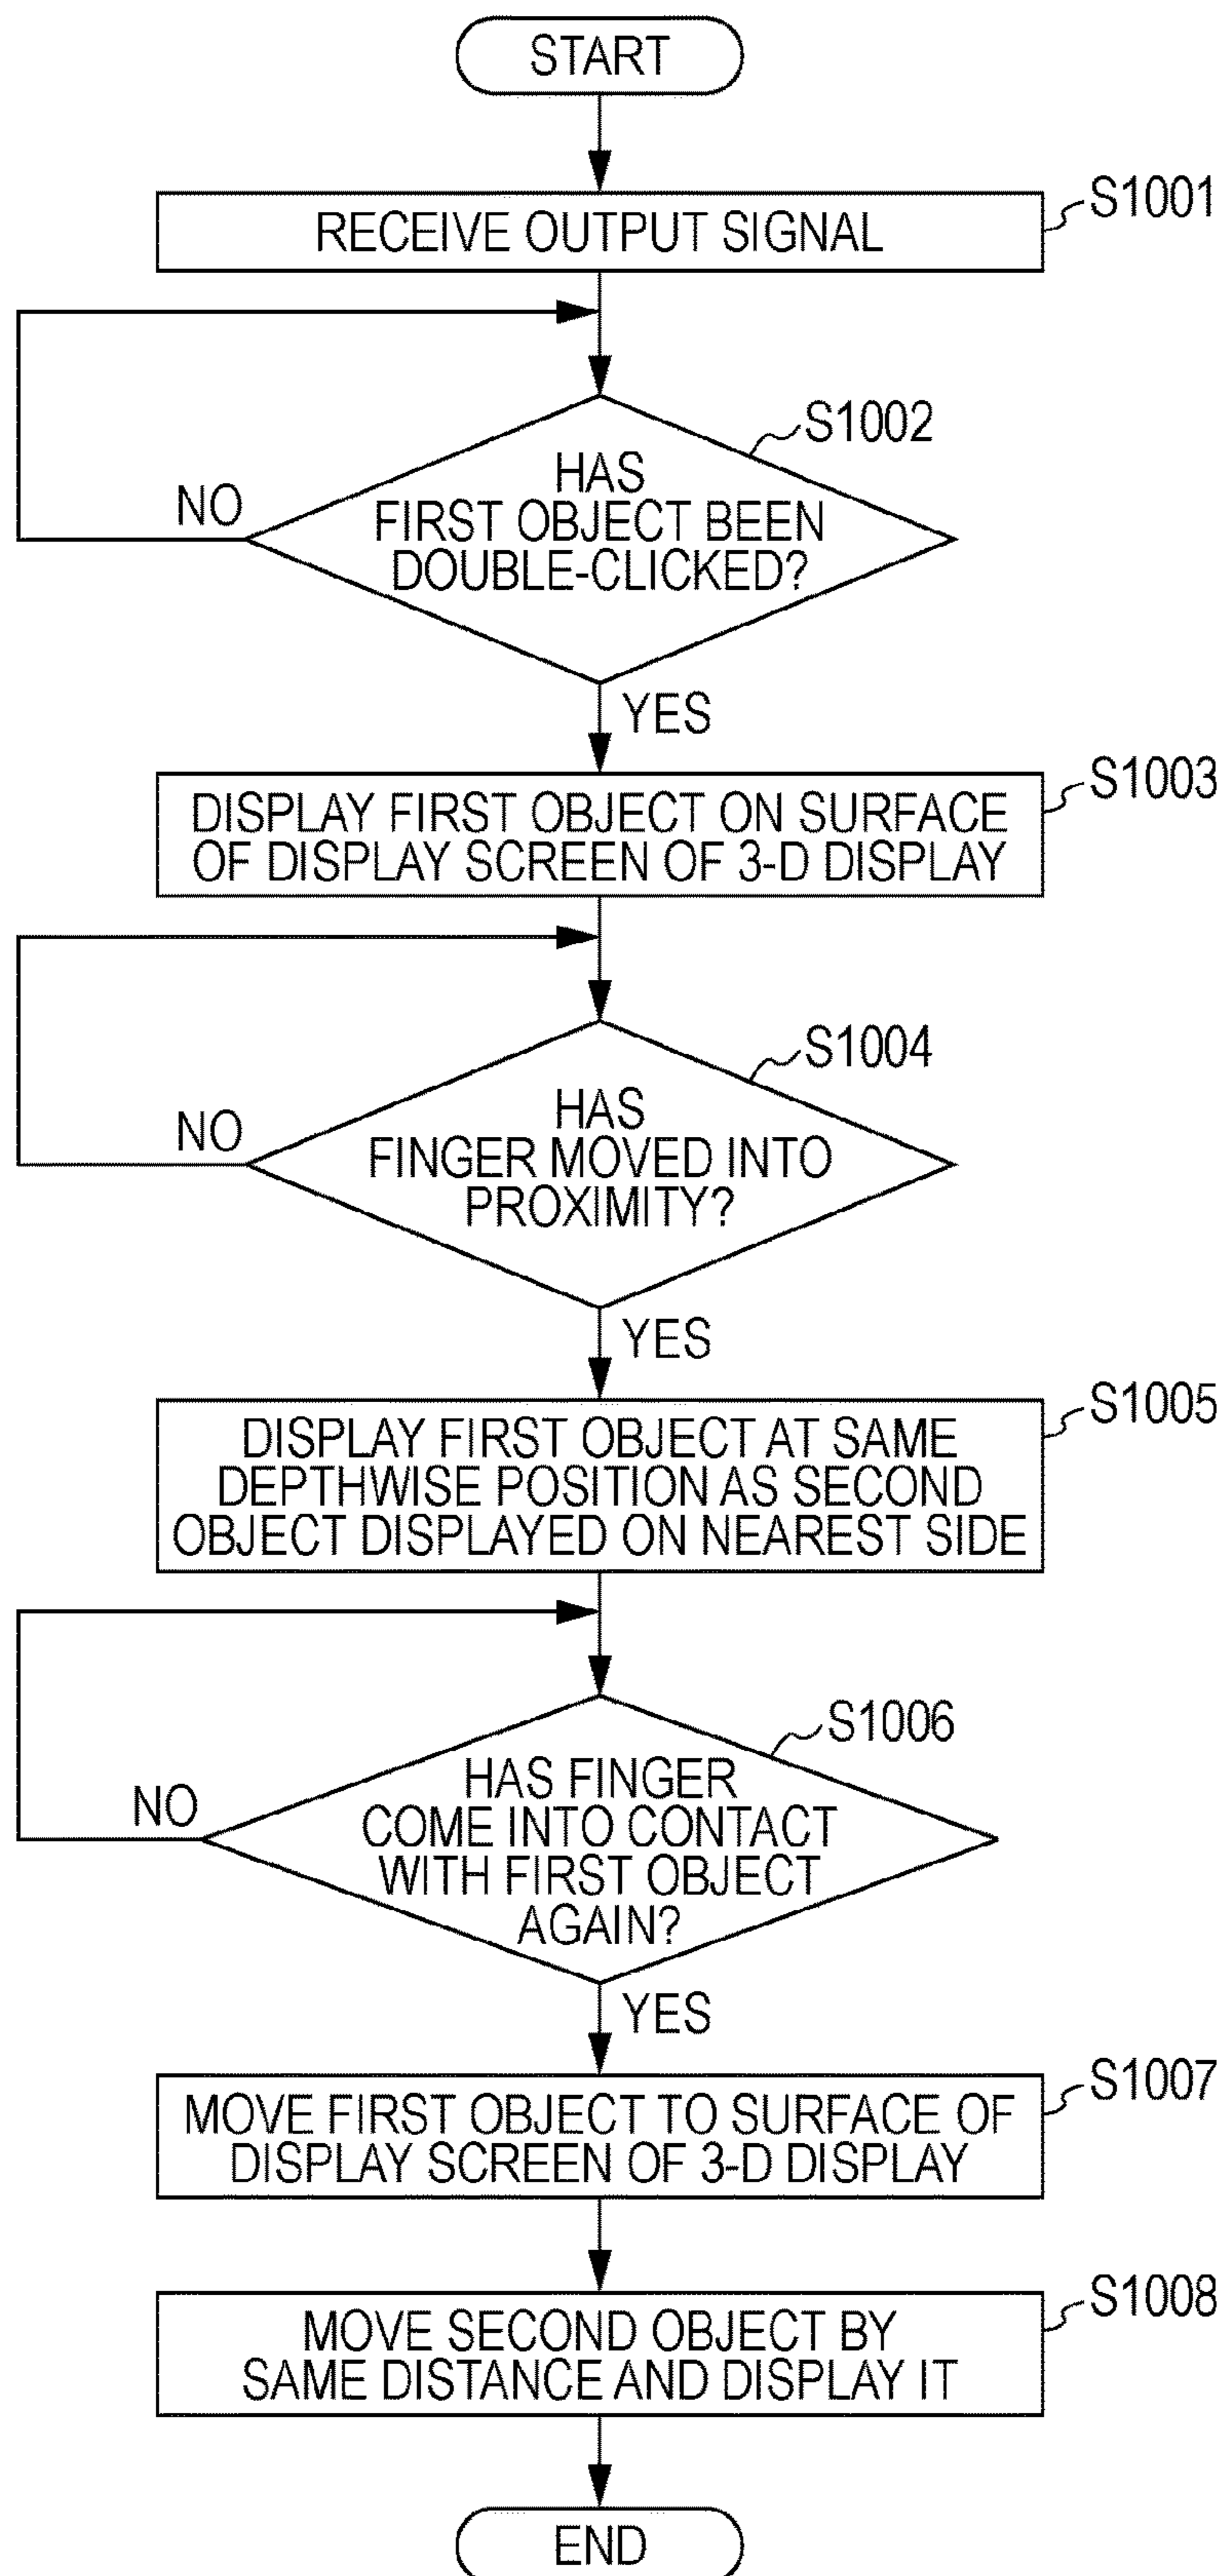 START
S1001
RECEIVE OUTPUT SIGNAL
S1002
HAS
FIRST OBJECT BEEN
DOUBLE-CLICKED?
NO
YES
S1003
DISPLAY FIRST OBJECT ON SURFACE
OF DISPLAY SCREEN OF 3-D DISPLAY
S1004
HAS
FINGER MOVED INTO
PROXIMITY?
NO
YES
S1005
DISPLAY FIRST OBJECT AT SAME
DEPTHWISE POSITION AS SECOND
OBJECT DISPLAYED ON NEAREST SIDE
S1006
HAS FINGER
COME INTO CONTACT
WITH FIRST OBJECT
AGAIN?
NO
YES
S1007
MOVE FIRST OBJECT TO SURFACE OF
DISPLAY SCREEN OF 3-D DISPLAY
S1008
MOVE SECOND OBJECT BY
SAME DISTANCE AND DISPLAY IT
END